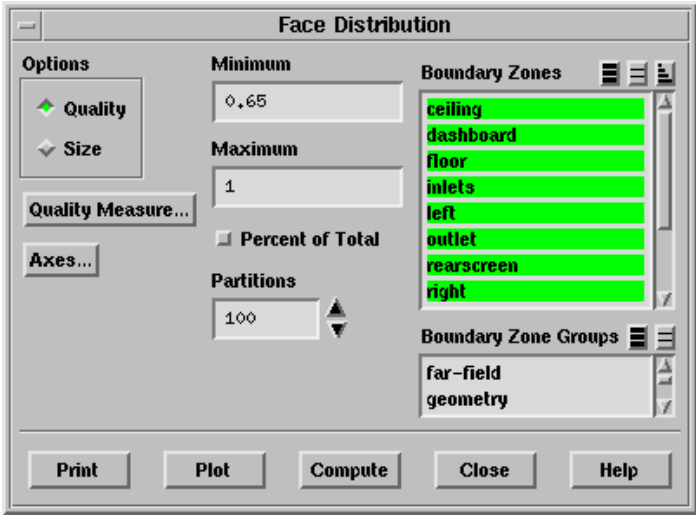 Face Distribution
Options
Quality
Size
Quality Measure...
Axes...
Minimum
0.65
Maximum
1
Percent of Total
Partitions
100
Boundary Zones
ceiling
dashboard
floor
inlets
left
outlet
rearscreen
right
Boundary Zone Groups
far-field
geometry
Print
Plot
Compute
Close
Help